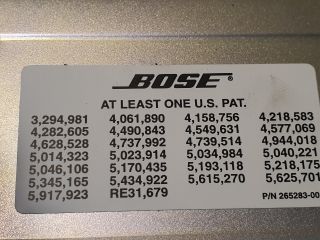 BOSE®
AT LEAST ONE U.S. PAT.
3,294,981 4,061,890 4,158,756 4,218,583
4,282,605 4,490,843 4,549,631 4,577,069
4,628,528 4,737,992 4,739,514 4,944,018
5,014,323 5,023,914 5,034,984 5,040,221
5,046,106 5,170,435 5,193,118 5,218,175
5,345,165 5,434,922 5,615,270 5,625,701
5,917,923 RE31,679 P/N 265283-00